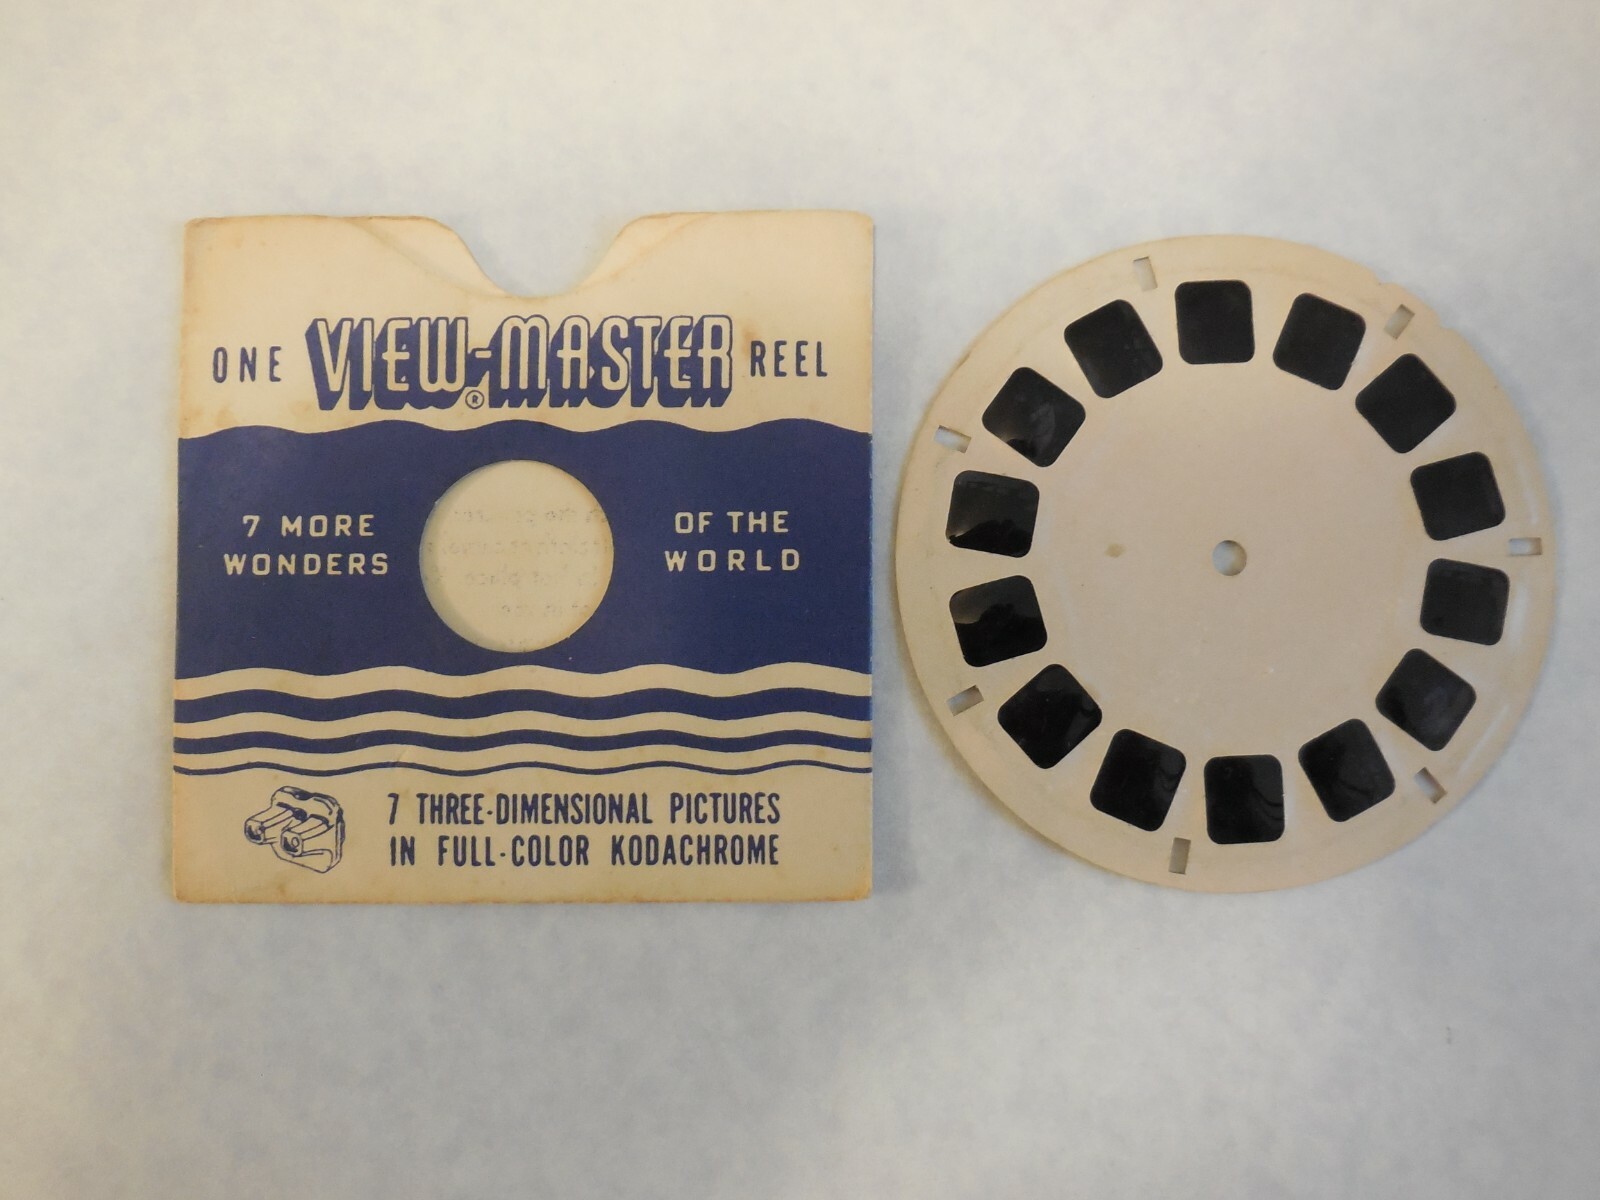 ONE VIEW-MASTER® REEL
7 MORE WONDERS
OF THE WORLD
7 THREE-DIMENSIONAL PICTURES
IN FULL-COLOR KODACHROME